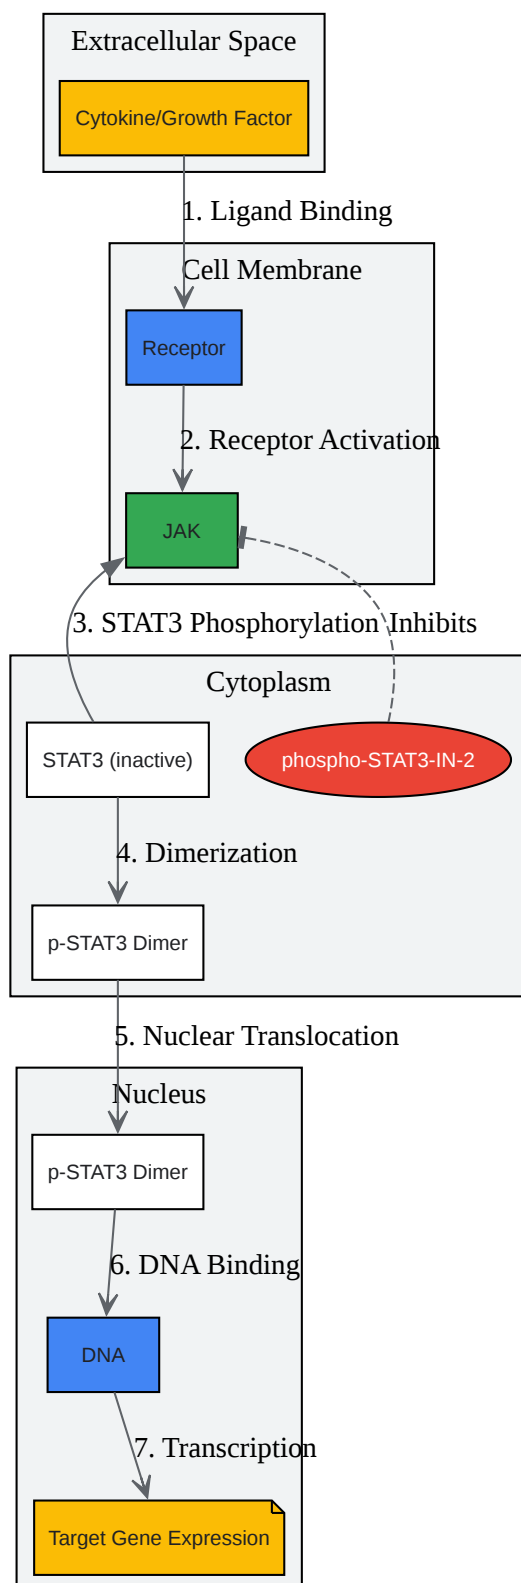 Extracellular Space
Cytokine/Growth Factor
1. Ligand Binding
Cell Membrane
Receptor
2. Receptor Activation
JAK
3. STAT3 Phosphorylation
Inhibits
Cytoplasm
STAT3 (inactive)
phospho-STAT3-IN-2
4. Dimerization
p-STAT3 Dimer
5. Nuclear Translocation
Nucleus
p-STAT3 Dimer
6. DNA Binding
DNA
7. Transcription
Target Gene Expression